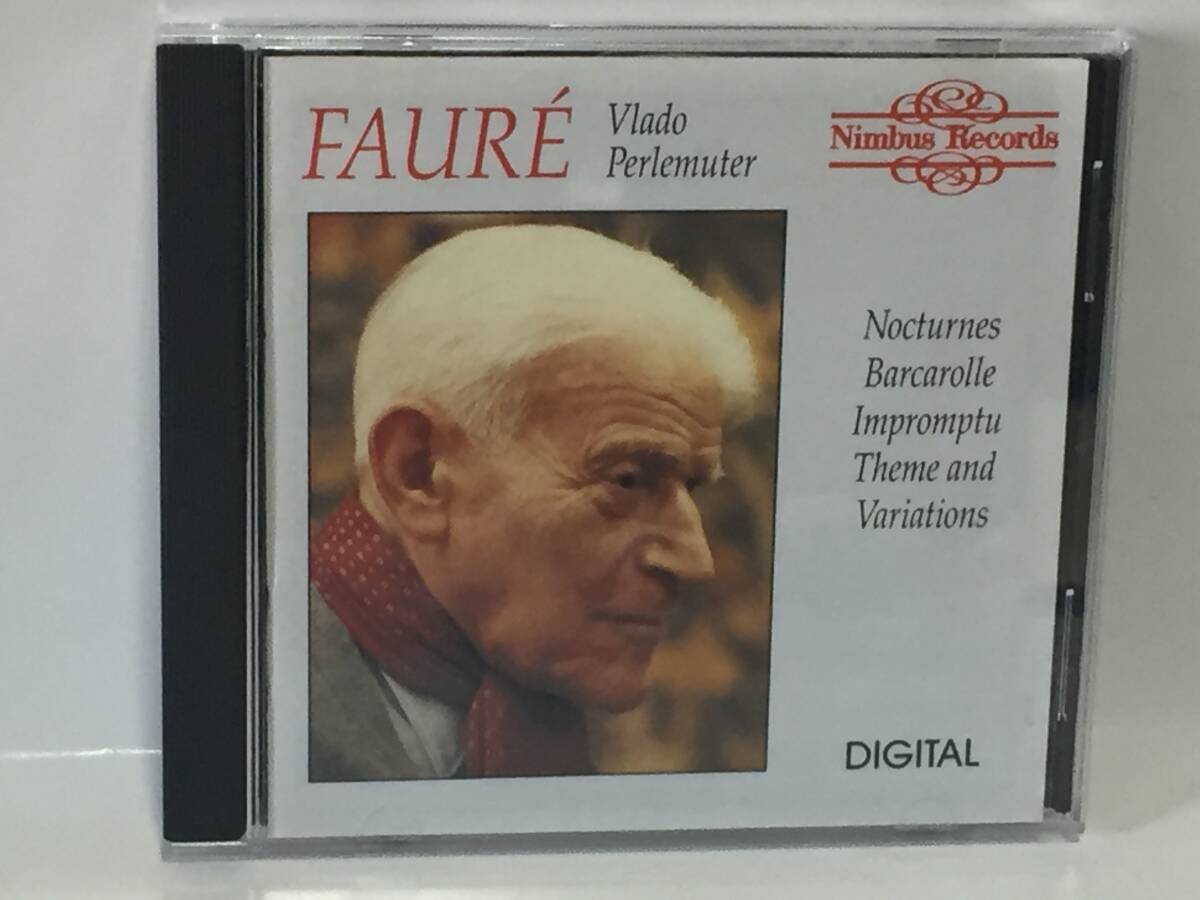 FAURÉ
Vlado
Perlemuter
Nimbus Records
Nocturnes
Barcarolle
Impromptu
Theme and
Variations
DIGITAL